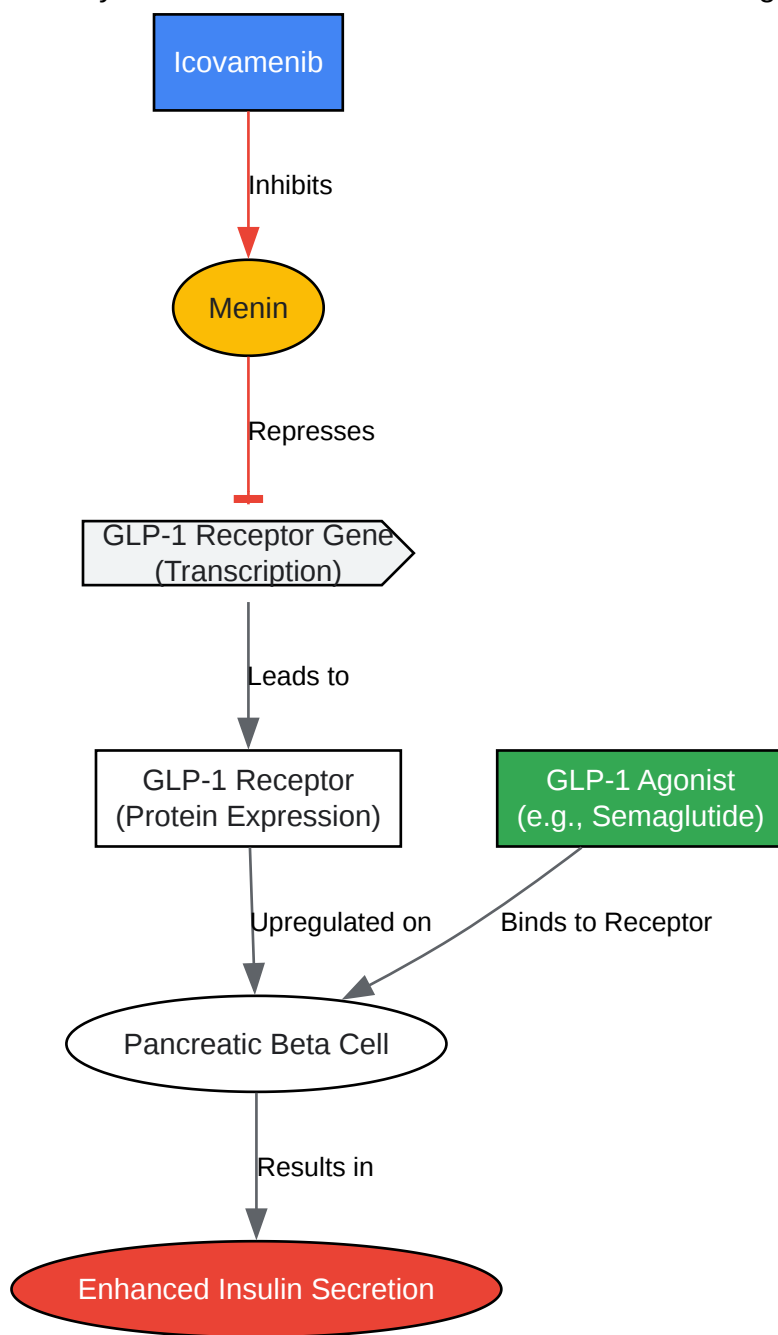 Icovamenib
Inhibits
Menin
Represses
GLP-1 Receptor Gene
(Transcription)
Leads to
GLP-1 Receptor
(Protein Expression)
GLP-1 Agonist
(e.g., Semaglutide)
Upregulated on
Binds to Receptor
Pancreatic Beta Cell
Results in
Enhanced Insulin Secretion